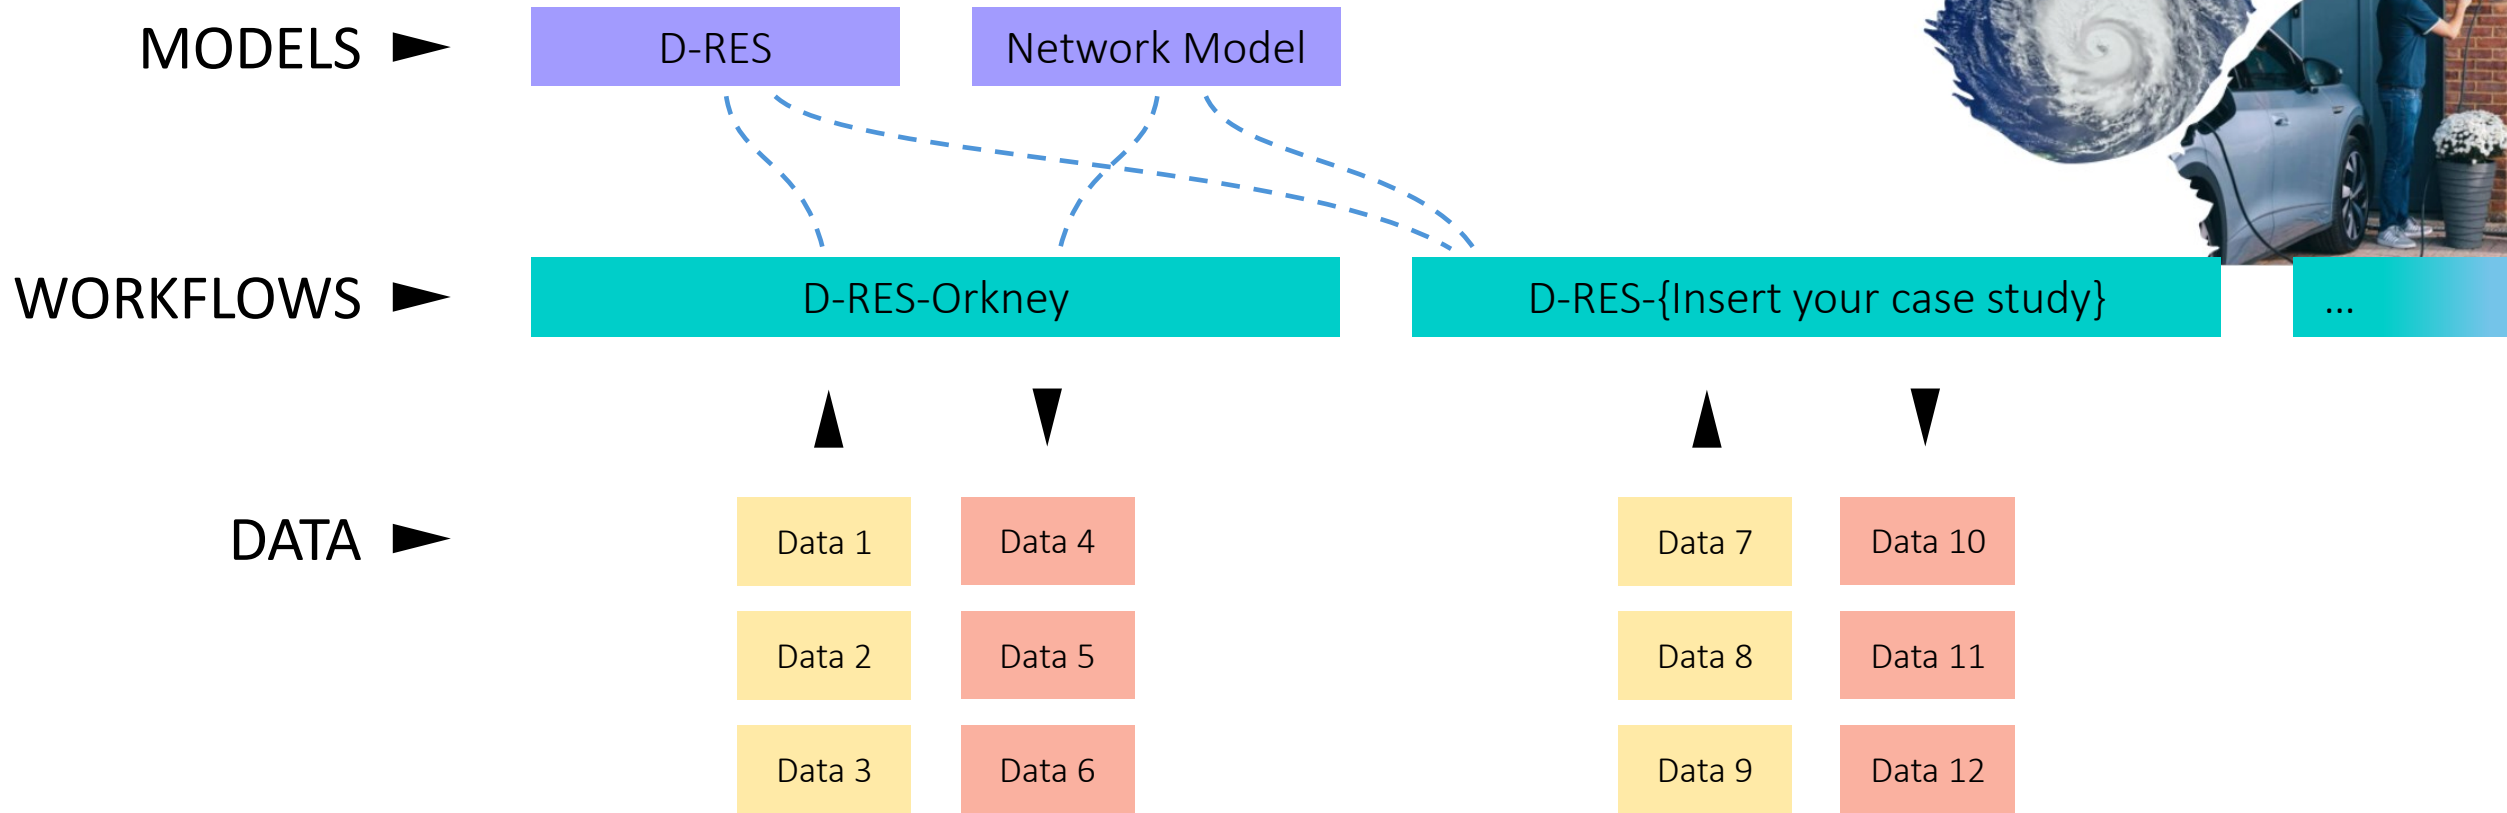 MODELS
D-RES
Network Model
WORKFLOWS
D-RES-Orkney
D-RES-{Insert your case study}
...
DATA
Data 1
Data 4
Data 7
Data 10
Data 2
Data 5
Data 8
Data 11
Data 3
Data 6
Data 9
Data 12